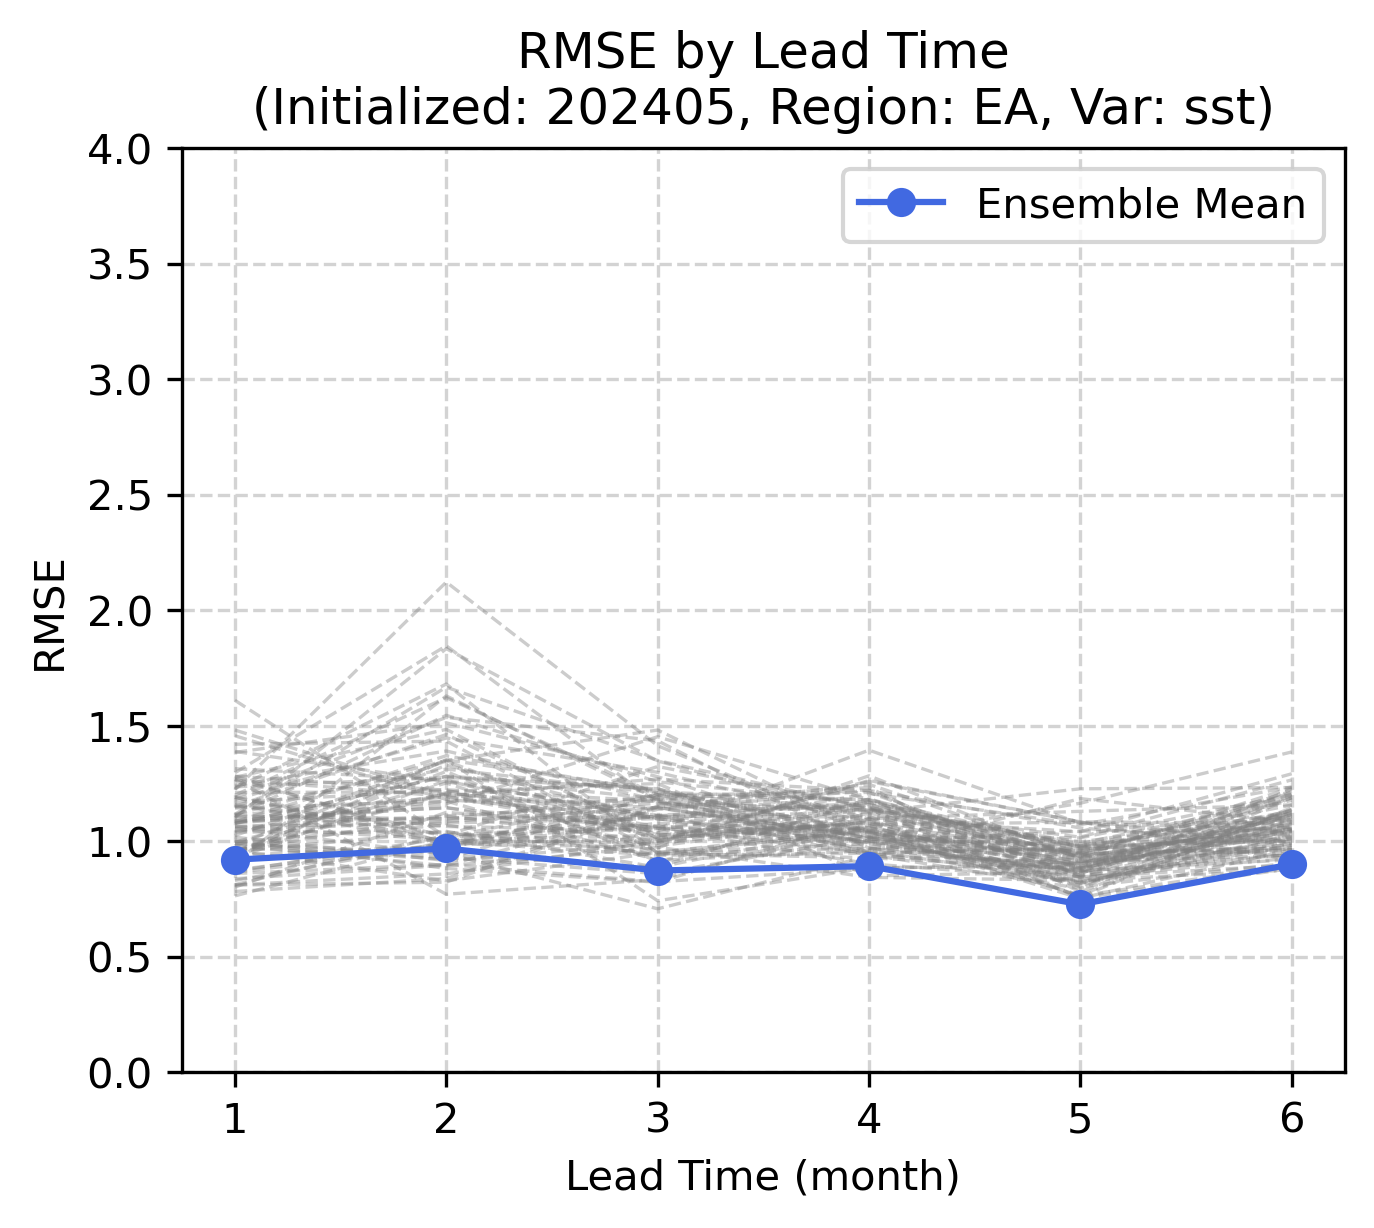 RMSE by Lead Time
(Initialized: 202405, Region: EA, Var: sst)
Ensemble Mean
RMSE
4.0
3.5
3.0
2.5
2.0
1.5
1.0
0.5
0.0
1 2 3 4 5 6
Lead Time (month)